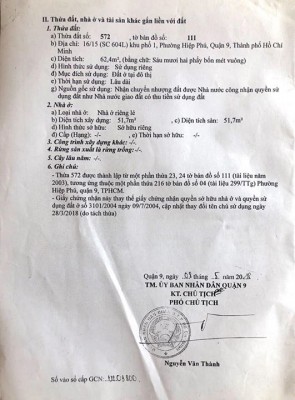 II. Thửa đất, nhà ở và tài sản khác gắn liền với đất
1. Thửa đất:
a) Thửa đất số: 572 , tờ bản đồ số: 111
b) Địa chỉ: 16/15 (SC 604L) khu phố 1, Phường Hiệp Phú, Quận 9, Thành phố Hồ Chí
Minh
c) Diện tích: 62,4m², (bằng chữ: Sáu mươi hai phẩy bốn mét vuông)
d) Hình thức sử dụng: Sử dụng riêng
đ) Mục đích sử dụng: Đất ở tại đô thị
e) Thời hạn sử dụng: Lâu dài
g) Nguồn gốc sử dụng: Nhận chuyển nhượng đất được Nhà nước công nhận quyền sử
dụng đất như Nhà nước giao đất có thu tiền sử dụng đất
2. Nhà ở:
a) Loại nhà ở: Nhà ở riêng lẻ
b) Diện tích xây dựng: 51,7m² , c) Diện tích sàn: 51,7m²
d) Hình thức sở hữu: Sở hữu riêng
đ) Cấp (Hạng): -/- e) Thời hạn sở hữu: -/-
3. Công trình xây dựng khác: -/-
4. Rừng sản xuất là rừng trồng: -/-
5. Cây lâu năm: -/-
6. Ghi chú:
- Thửa 572 được thành lập từ một phần thửa 23, 24 tờ bản đồ số 111 (tài liệu năm
2003), tương ứng thuộc một phần thửa 216 tờ bản đồ số 04 (tài liệu 299/TTg) Phường
Hiệp Phú, quận 9, TPHCM.
- Giấy chứng nhận này thay thế giấy chứng nhận quyền sở hữu nhà ở và quyền sử
dụng đất ở số 3101/2004 ngày 09/7/2004, cập nhật thay đổi tên chủ sử dụng ngày
28/3/2018 (do tách thửa)
Quận 9, ngày 03 tháng năm 20
TM. ỦY BAN NHÂN DÂN QUẬN 9
KT. CHỦ TỊCH
PHÓ CHỦ TỊCH
Nguyễn Văn Thành
Số vào sổ cấp GCN: